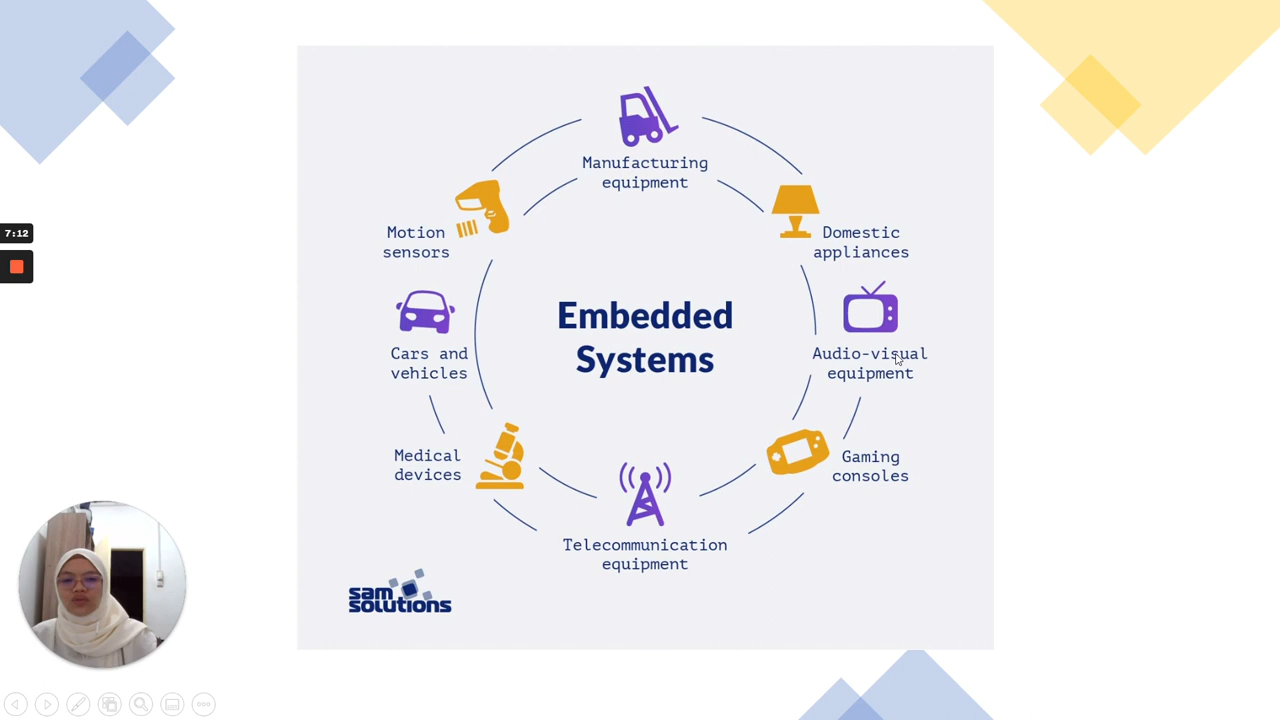 Manufacturing
equipment
Motion
sensors
Domestic
appliances
7:12
Embedded
Systems
Cars and
vehicles
Audio-visual
equipment
Medical
devices
Gaming
consoles
Telecommunication
equipment
sam
solutions